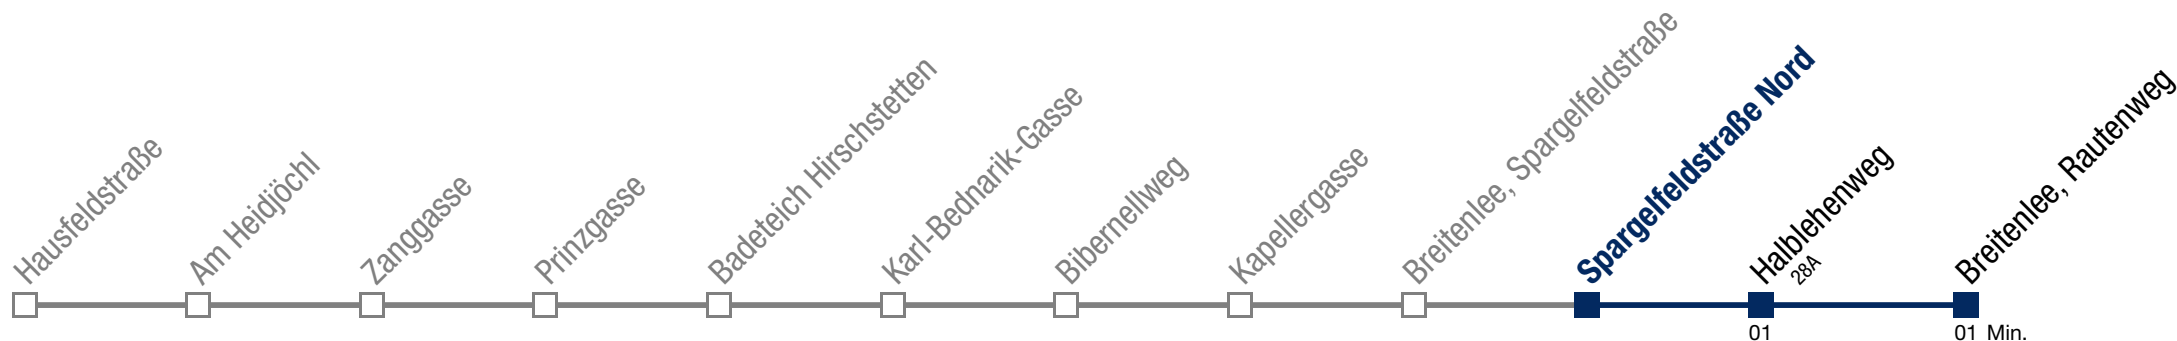 Hausfeldstraße
Am Heidjöchl
Zanggasse
Prinzgasse
Badeteich Hirschstetten
Karl-Bednarik-Gasse
Bibernellweg
Kapellergasse
Breitenlee, Spargelfeldstraße
Spargelfeldstraße Nord
Halblehenweg
28A
Breitenlee, Rautenweg
01
01 Min.